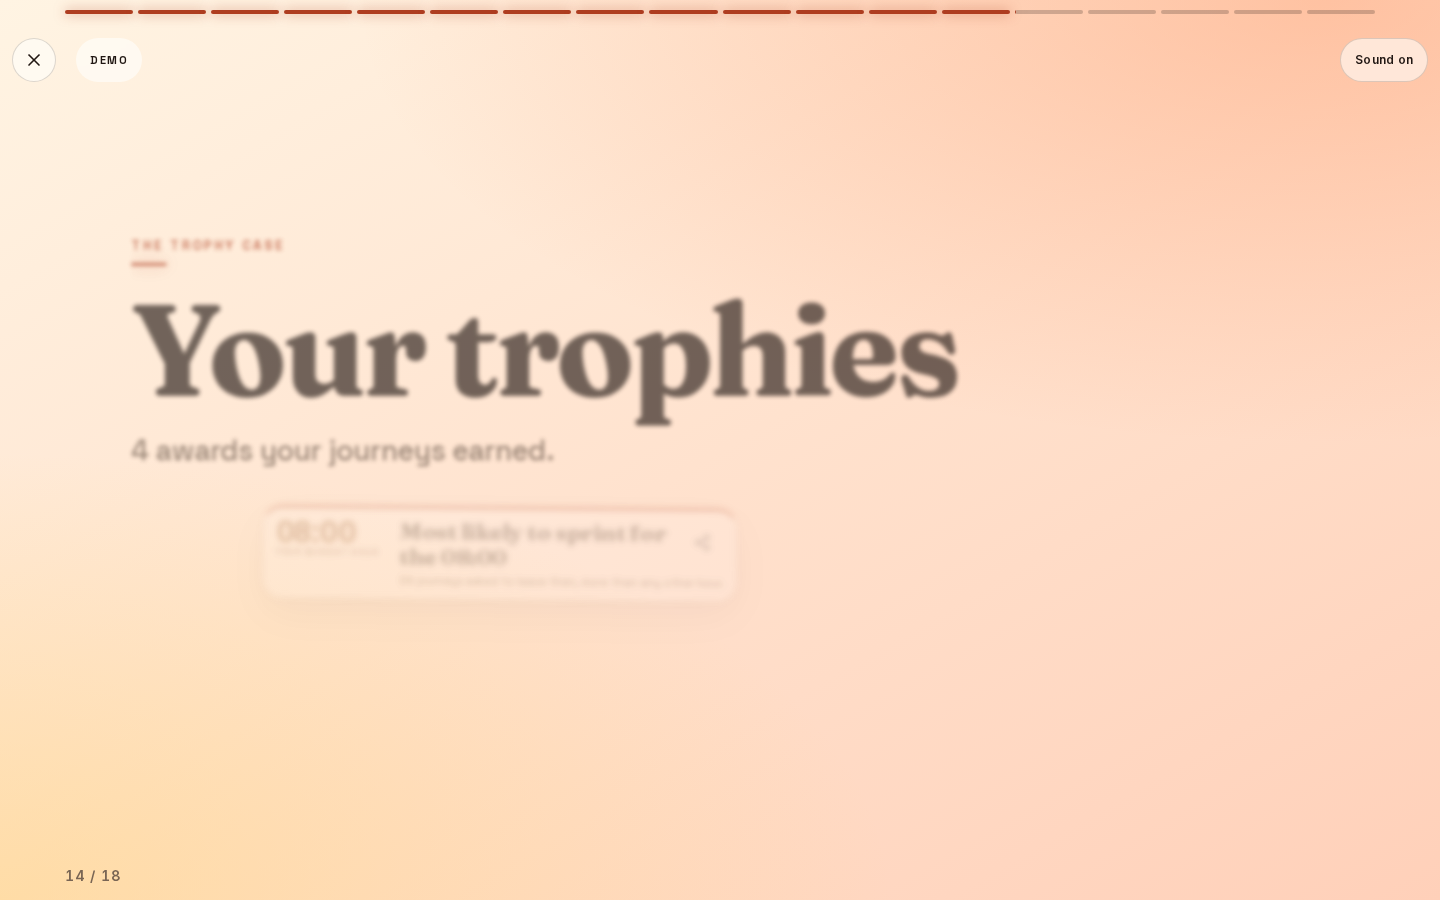 DEMO
Sound on
THE TROPHY CASE
Your trophies
4 awards your journeys earned.
08:00
Most likely to sprint for
the 08:00
14 / 18